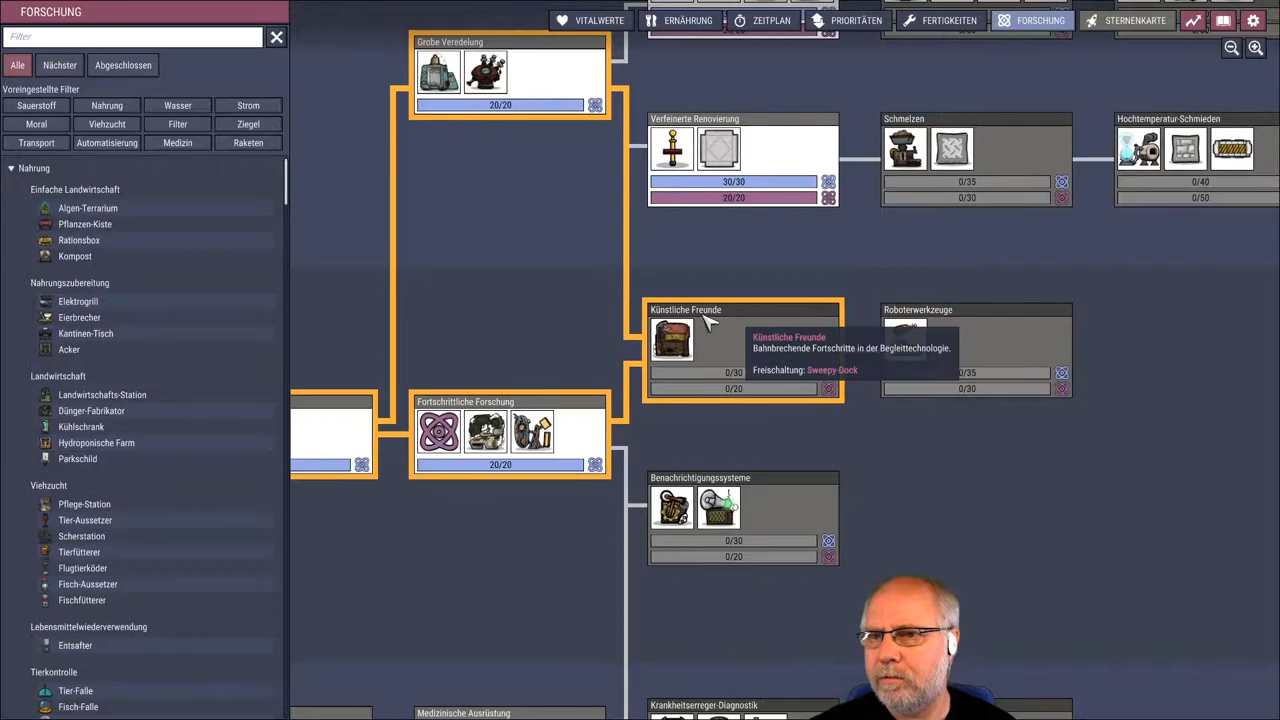 FORSCHUNG
VITALWERTE
ERNÄHRUNG
ZEITPLAN
PRIORITÄTEN
FERTIGKEITEN
FORSCHUNG
STERNENKARTE
Filter
Alle
Nächster
Abgeschlossen
Voreingestellte Filter
Sauerstoff
Nahrung
Wasser
Strom
Moral
Viehzucht
Filter
Ziegel
Transport
Automatisierung
Medizin
Raketen
Nahrung
Einfache Landwirtschaft
Algen-Terrarium
Pflanzen-Kiste
Rationsbox
Kompost
Nahrungszubereitung
Elektrogrill
Eierbrecher
Kantinen-Tisch
Acker
Landwirtschaft
Landwirtschafts-Station
Dünger-Fabrikator
Kühlschrank
Hydroponische Farm
Parkschild
Viehzucht
Pflege-Station
Tier-Aussetzer
Scherstation
Tierfütterer
Flugtierköder
Fisch-Aussetzer
Fischfütterer
Lebensmittelwiederverwendung
Entsafter
Tierkontrolle
Tier-Falle
Fisch-Falle
Grobe Veredelung
20/20
Verfeinerte Renovierung
30/30
20/20
Schmelzen
0/35
0/30
Hochtemperatur-Schmieden
0/40
0/50
Künstliche Freunde
0/30
0/20
Künstliche Freunde
Bahnbrechende Fortschritte in der Begleittechnologie.
Freischaltung: Sweepy-Dock
Roboterwerkzeuge
0/35
0/30
Fortschrittliche Forschung
20/20
Benachrichtigungssysteme
0/30
0/20
Medizinische Ausrüstung
Krankheitserreger-Diagnostik